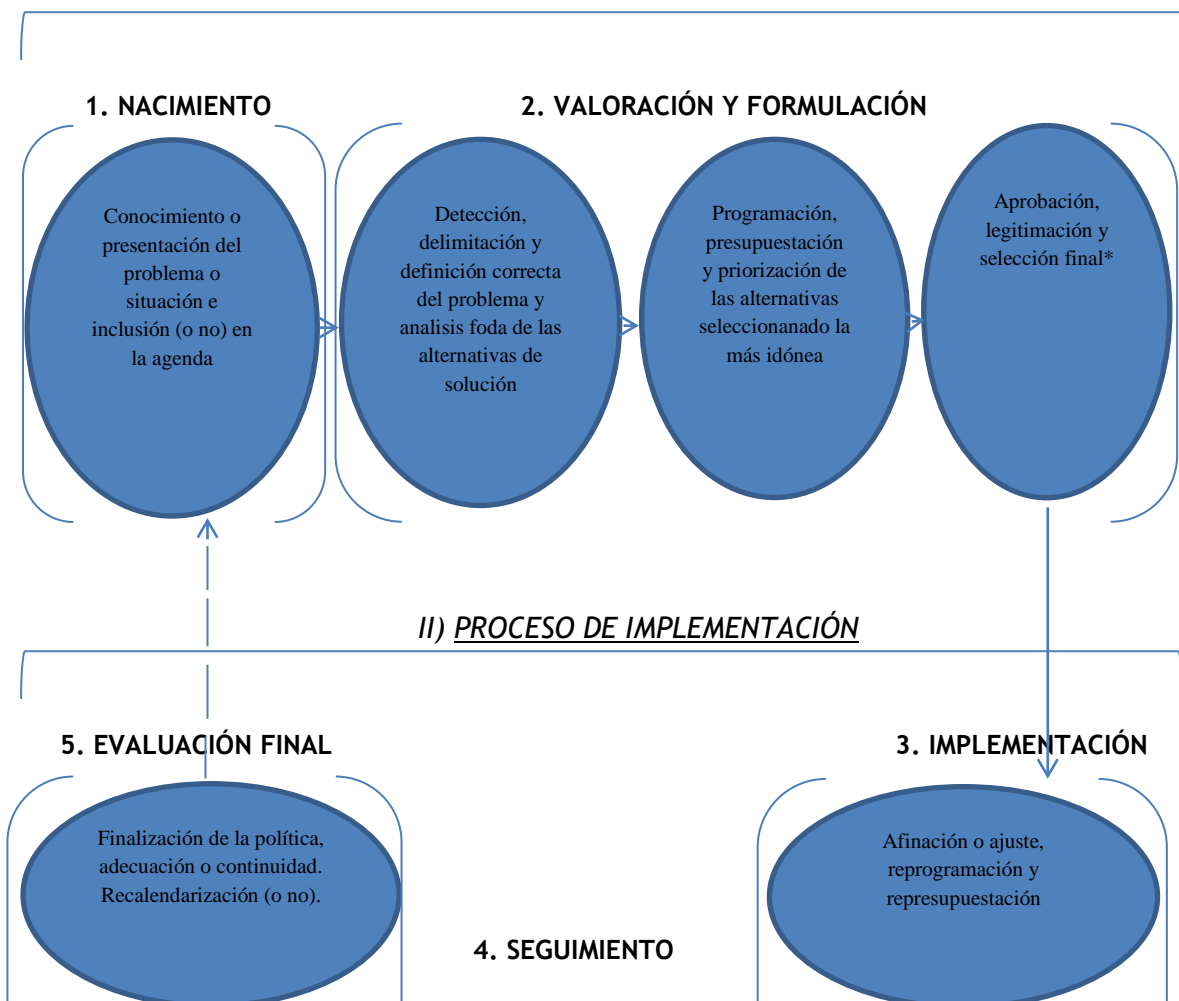 1. NACIMIENTO
2. VALORACIÓN Y FORMULACIÓN
Conocimiento o
presentación del
problema o
situación e
inclusión (o no) en
la agenda
Detección,
delimitación y
definición correcta
del problema y
analisis foda de las
alternativas de
solución
Programación,
presupuestación
y priorización de
las alternativas
seleccionanado la
más idónea
Aprobación,
legitimación y
selección final*
II) PROCESO DE IMPLEMENTACIÓN
5. EVALUACIÓN FINAL
3. IMPLEMENTACIÓN
Finalización de la política,
adecuación o continuidad.
Recalendarización (o no).
Afinación o ajuste,
reprogramación y
represupuestación
4. SEGUIMIENTO